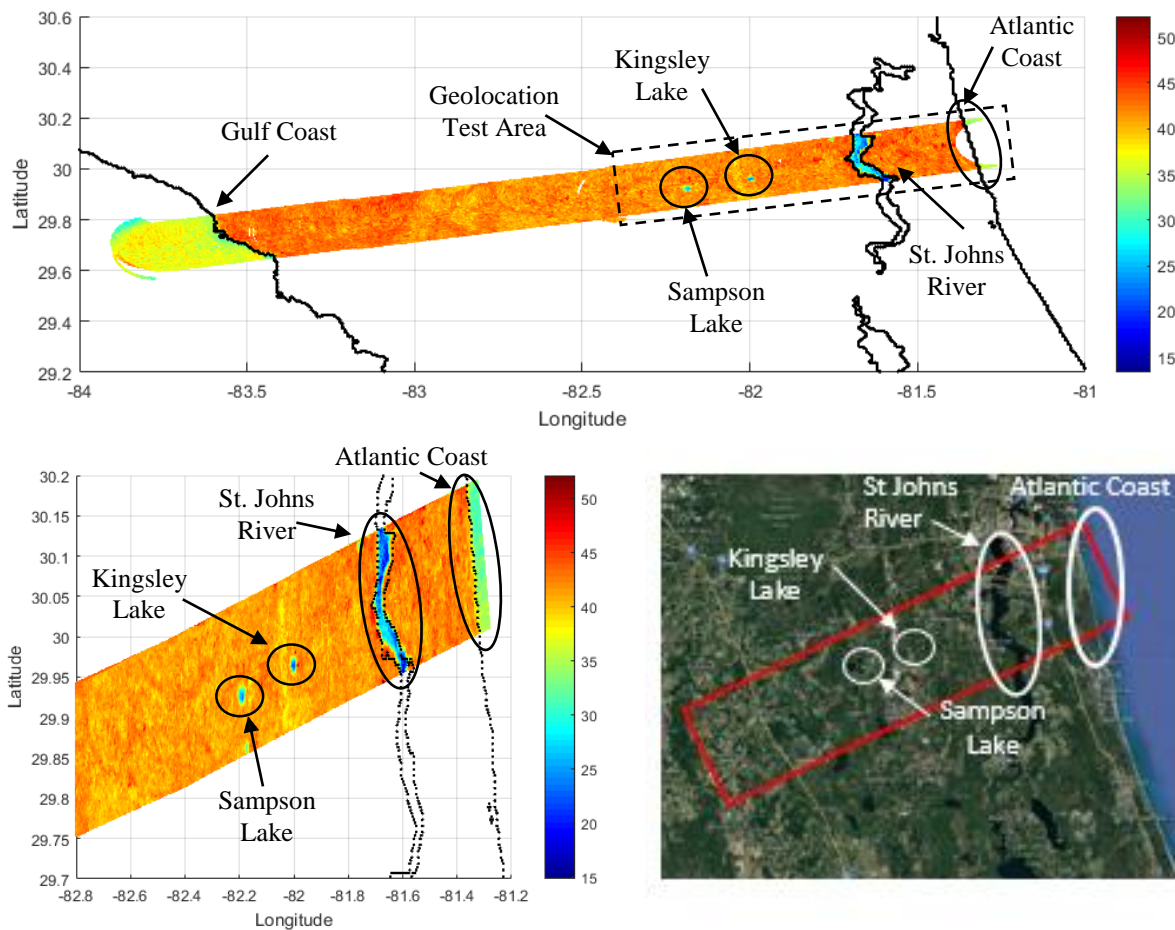 30.6
30.4
30.2
30
29.8
29.6
29.4
29.2
Latitude
-84
-83.5
-83
-82.5
-82
-81.5
-81
Longitude
Gulf Coast
Geolocation
Test Area
Kingsley
Lake
Atlantic
Coast
Sampson
Lake
St. Johns
River
50
45
40
35
30
25
20
15
30.2
30.15
30.1
30.05
30
29.95
29.9
29.85
29.8
29.75
29.7
Latitude
-82.8
-82.6
-82.4
-82.2
-82
-81.8
-81.6
-81.4
-81.2
Longitude
Atlantic Coast
St. Johns
River
Kingsley
Lake
Sampson
Lake
50
45
40
35
30
25
20
15
St Johns
River
Atlantic Coast
Kingsley
Lake
Sampson
Lake